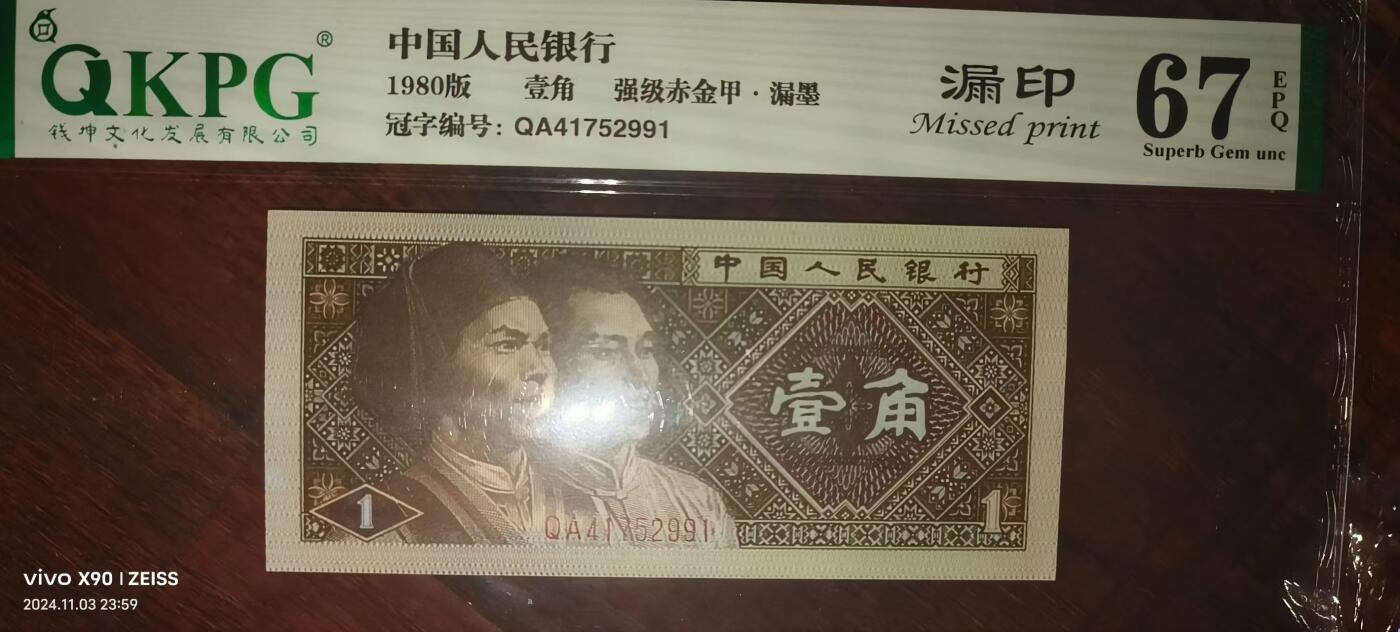 QKPG®
钱坤文化发展有限公司
中国人民银行
1980版 壹角 强级赤金甲·漏墨
冠字编号: QA41752991
漏印
Missed print
67
EPQ
Superb Gem unc
中国人民银行
壹角
1
1
QA41752991
vivo X90 | ZEISS
2024.11.03 23:59